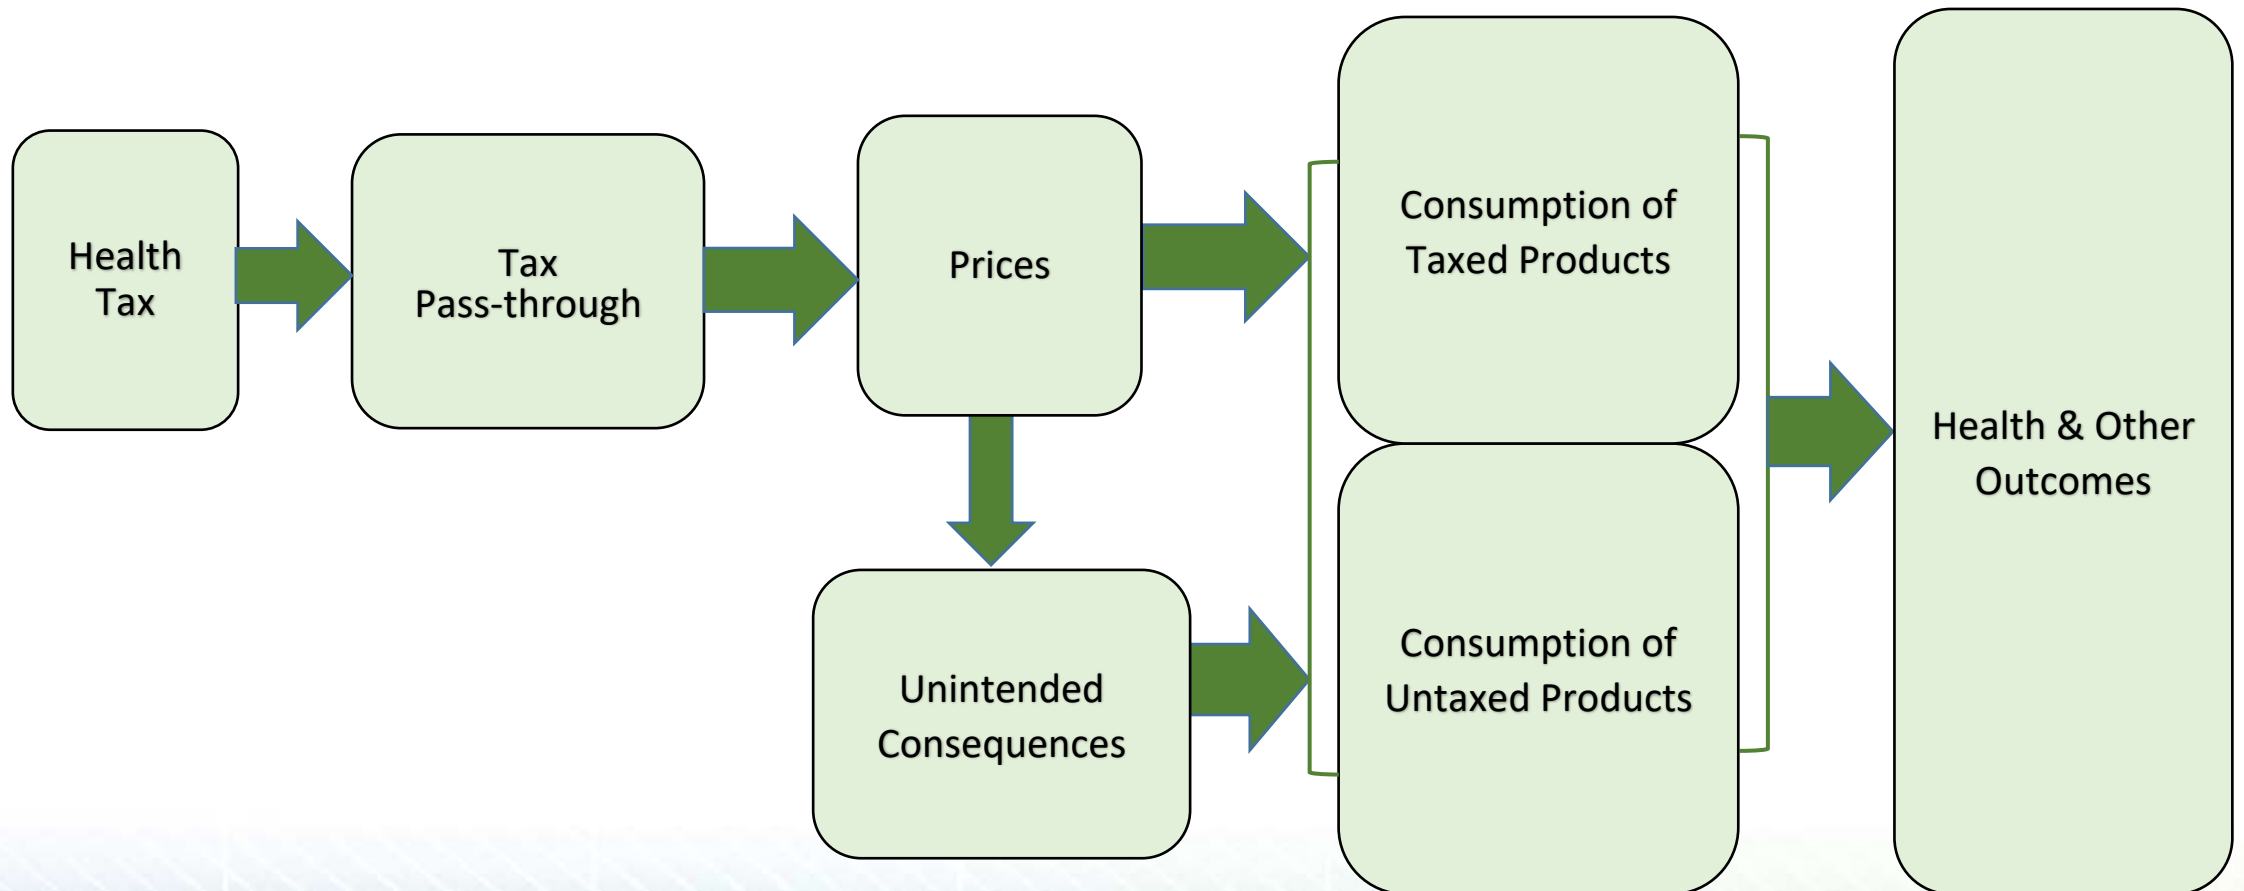 Health
Tax
Tax
Pass-through
Prices
Consumption of
Taxed Products
Unintended
Consequences
Consumption of
Untaxed Products
Health & Other
Outcomes